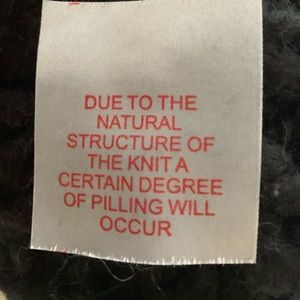 DUE TO THE
NATURAL
STRUCTURE OF
THE KNIT A
CERTAIN DEGREE
OF PILLING WILL
OCCUR